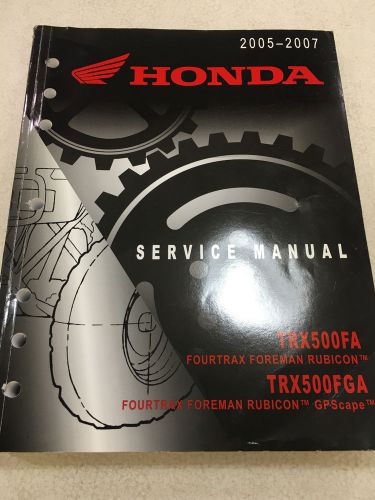 2005–2007
HONDA
SERVICE MANUAL
TRX500FA
FOURTRAX FOREMAN RUBICON™
TRX500FGA
FOURTRAX FOREMAN RUBICON™ GPScape™